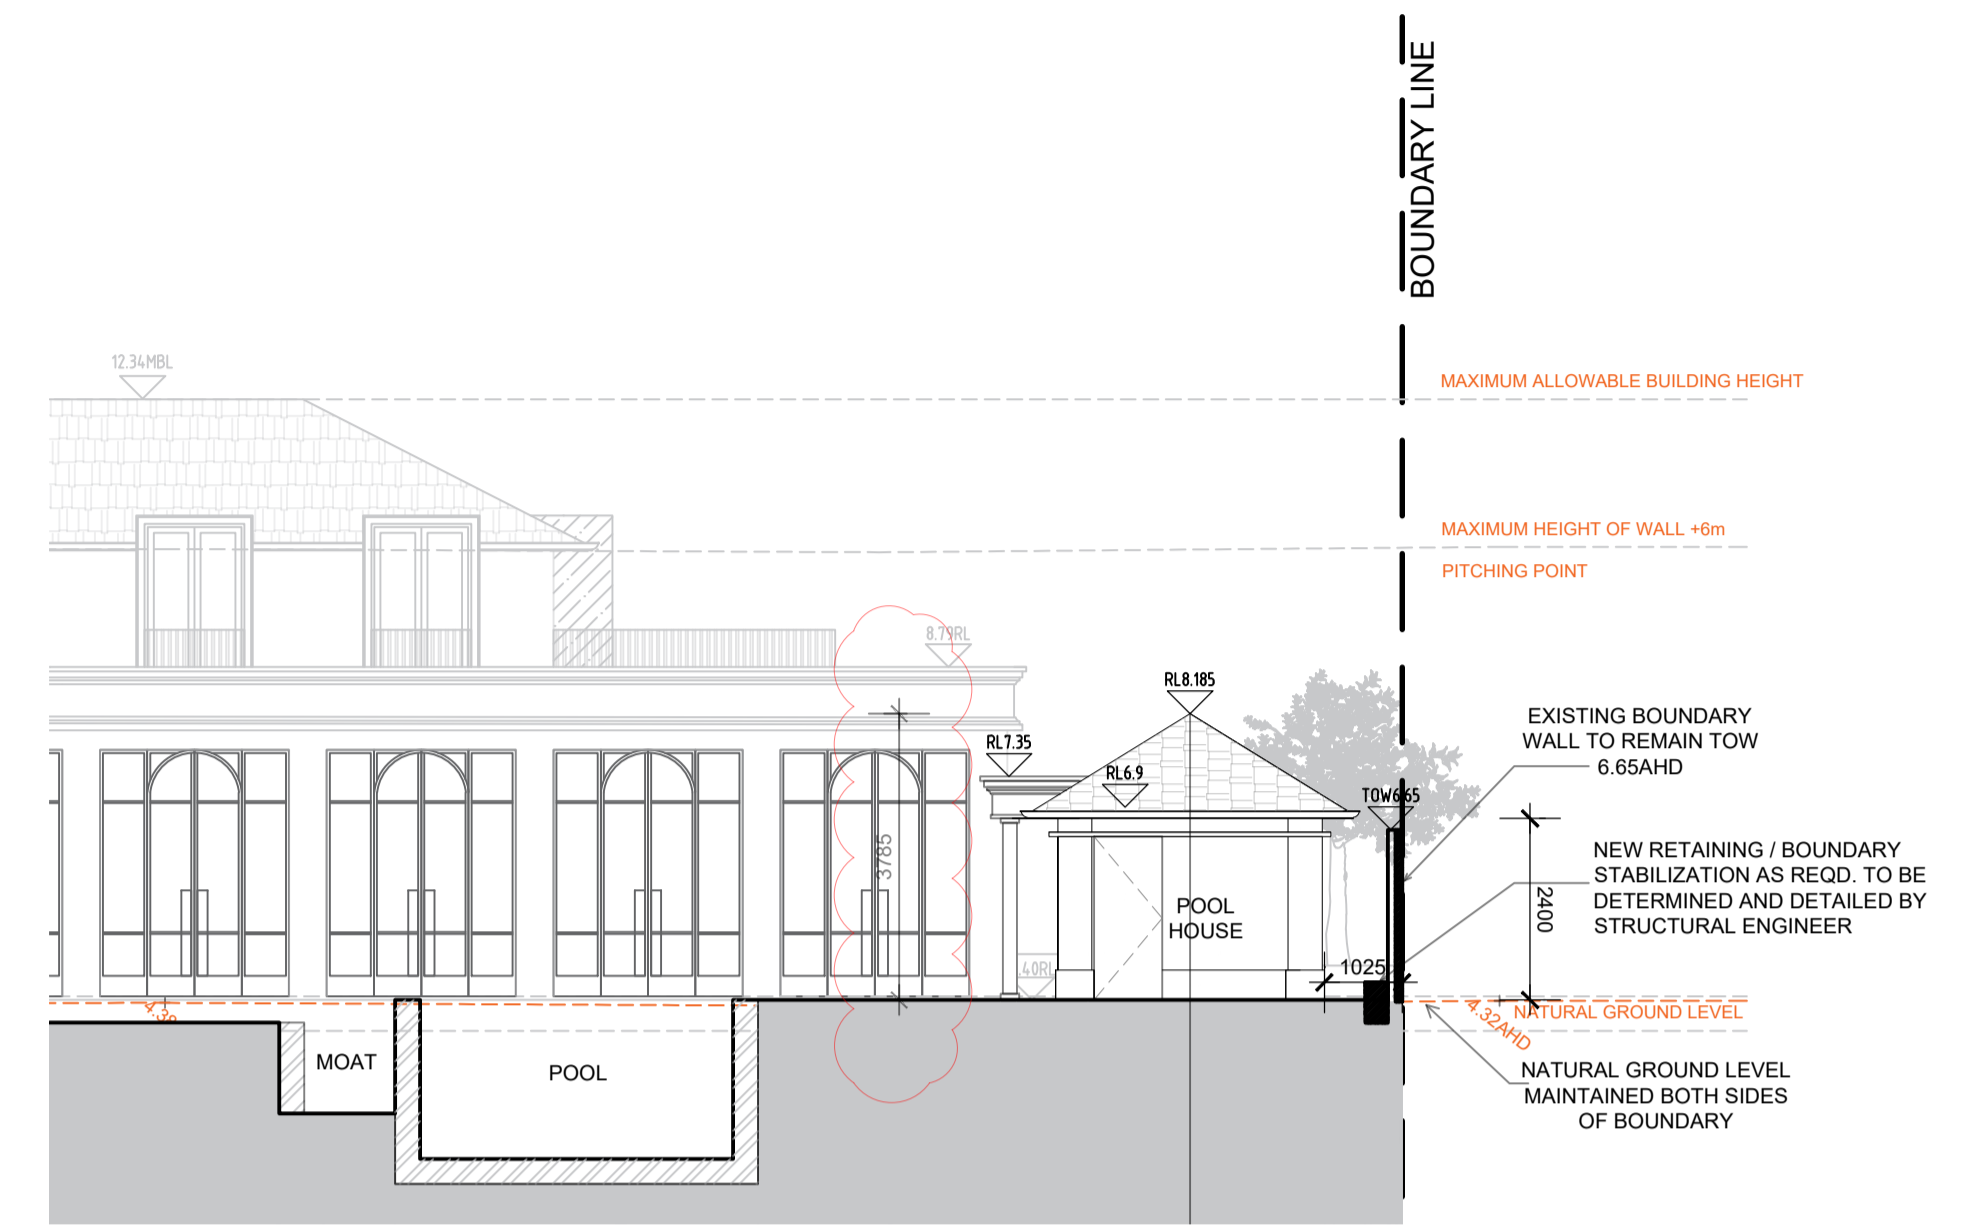 BOUNDARY LINE
12.34MBL
MAXIMUM ALLOWABLE BUILDING HEIGHT
MAXIMUM HEIGHT OF WALL +6m
PITCHING POINT
8.79RL
RL8.185
RL7.35
RL6.9
TOW6.65
EXISTING BOUNDARY
WALL TO REMAIN TOW
6.65AHD
3785
NEW RETAINING / BOUNDARY
STABILIZATION AS REQD. TO BE
DETERMINED AND DETAILED BY
STRUCTURAL ENGINEER
2400
POOL
HOUSE
1025
.40RL
4.38
4.32AHD
NATURAL GROUND LEVEL
MOAT
POOL
NATURAL GROUND LEVEL
MAINTAINED BOTH SIDES
OF BOUNDARY